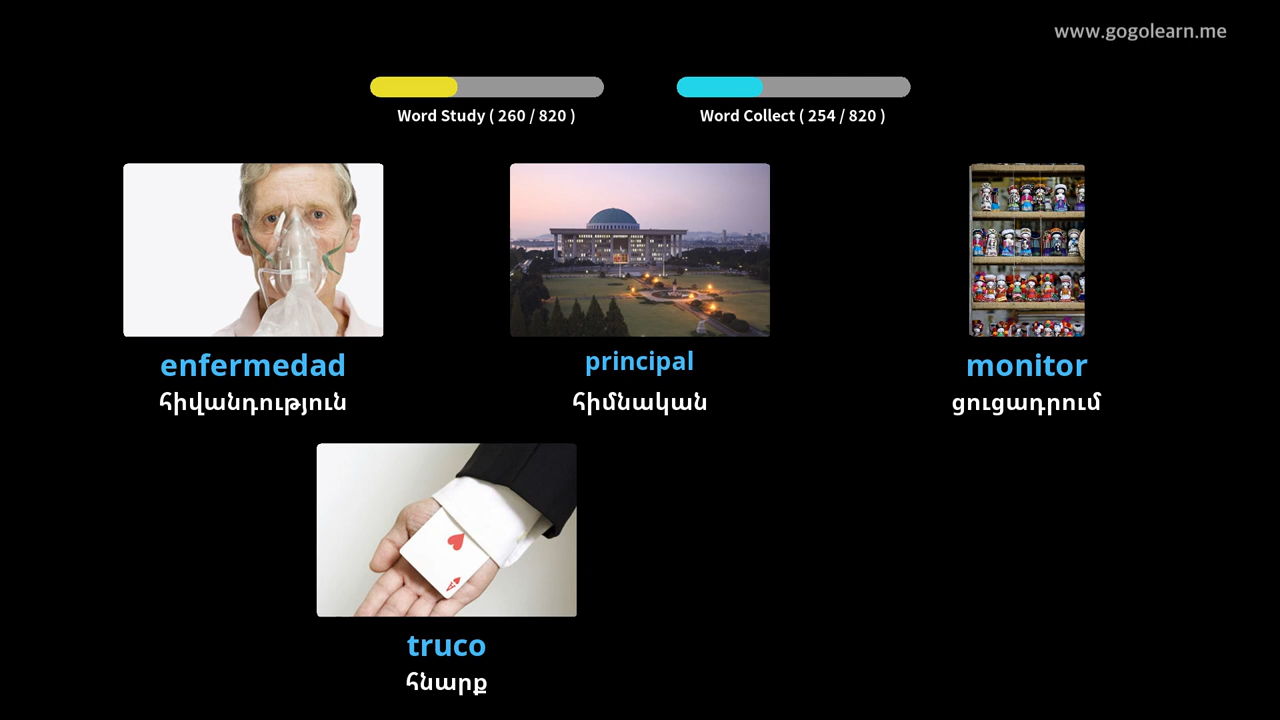 www.gogolearn.me
Word Study ( 260 / 820 )
Word Collect ( 254 / 820 )
enfermedad
հիվանդություն
principal
հիմնական
monitor
ցուցադրում
truco
հնարք